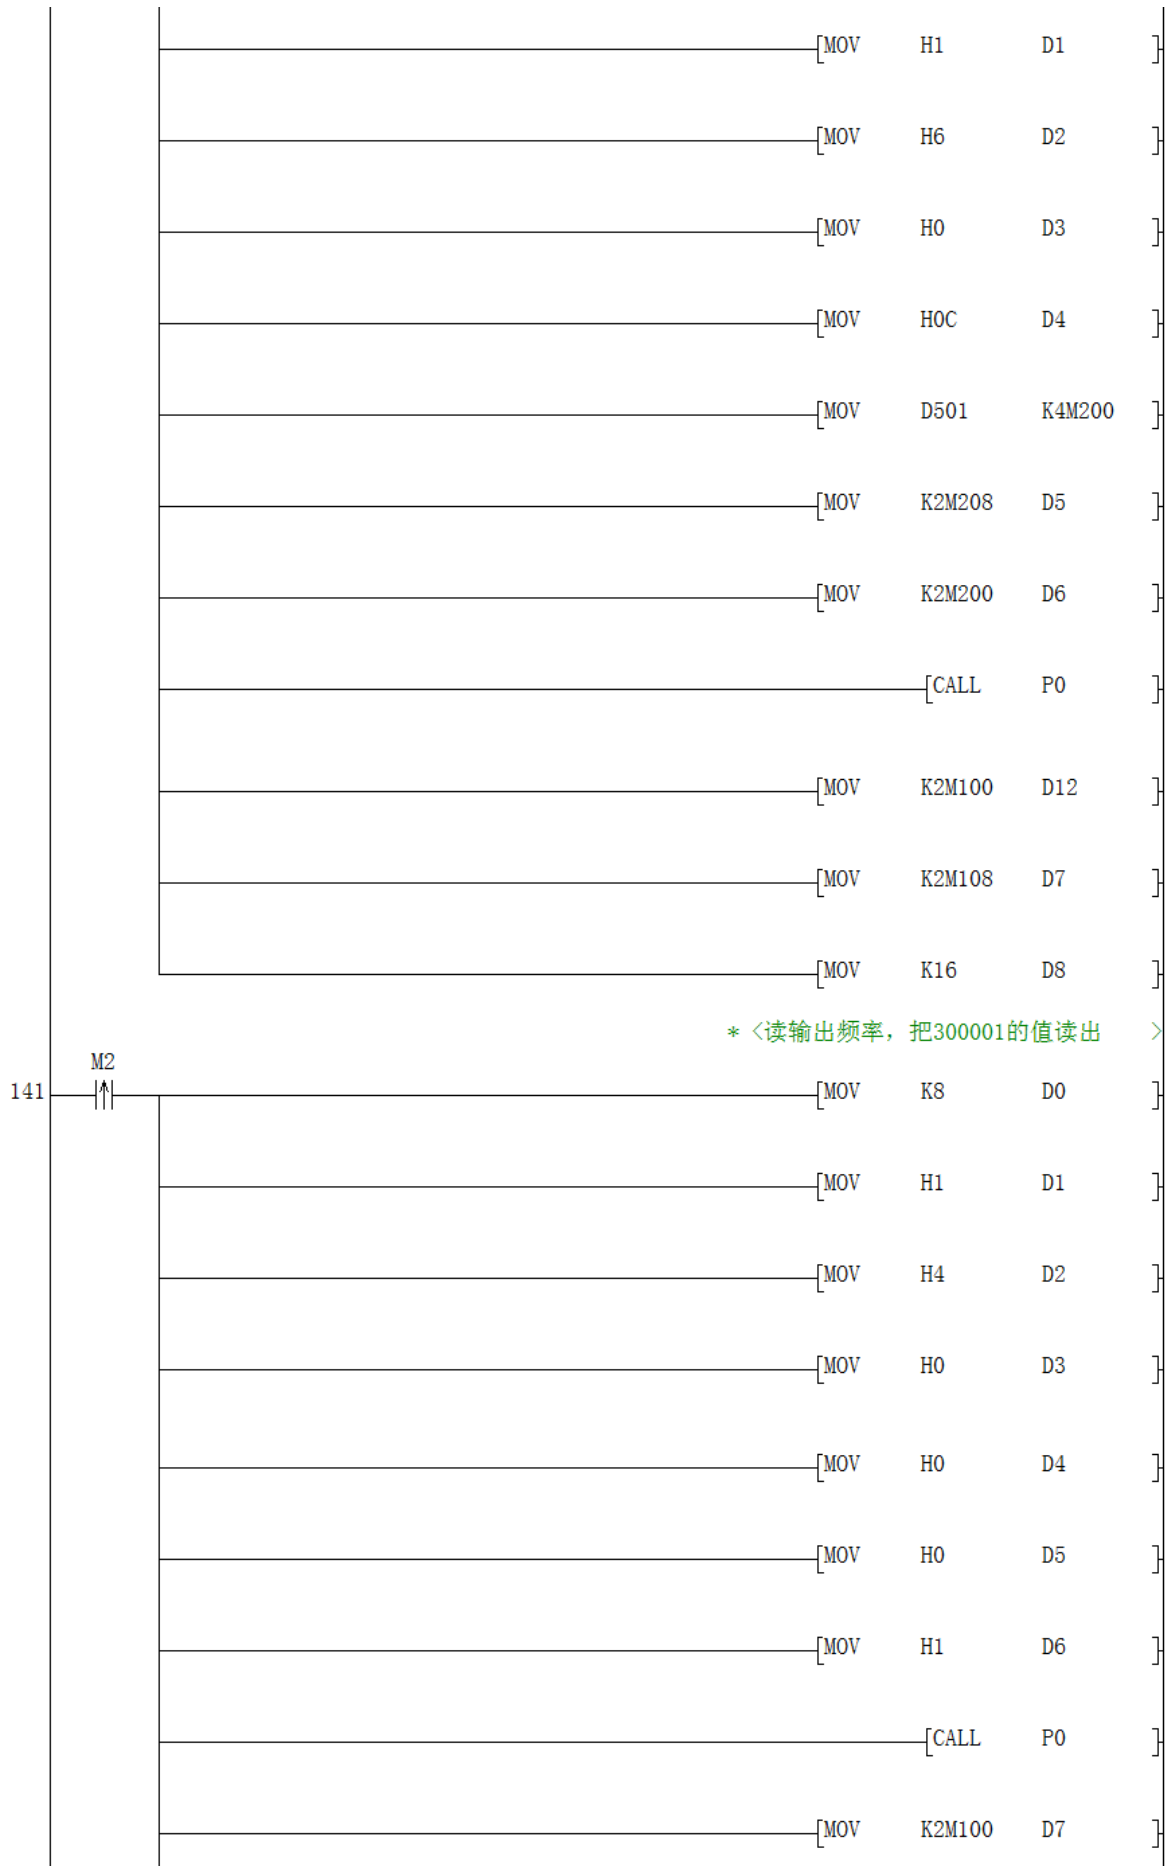 [MOV H1 D1 ]
[MOV H6 D2 ]
[MOV H0 D3 ]
[MOV H0C D4 ]
[MOV D501 K4M200 ]
[MOV K2M208 D5 ]
[MOV K2M200 D6 ]
[CALL P0 ]
[MOV K2M100 D12 ]
[MOV K2M108 D7 ]
[MOV K16 D8 ]
* <读输出频率，把300001的值读出 >
M2
141 [MOV K8 D0 ]
[MOV H1 D1 ]
[MOV H4 D2 ]
[MOV H0 D3 ]
[MOV H0 D4 ]
[MOV H0 D5 ]
[MOV H1 D6 ]
[CALL P0 ]
[MOV K2M100 D7 ]